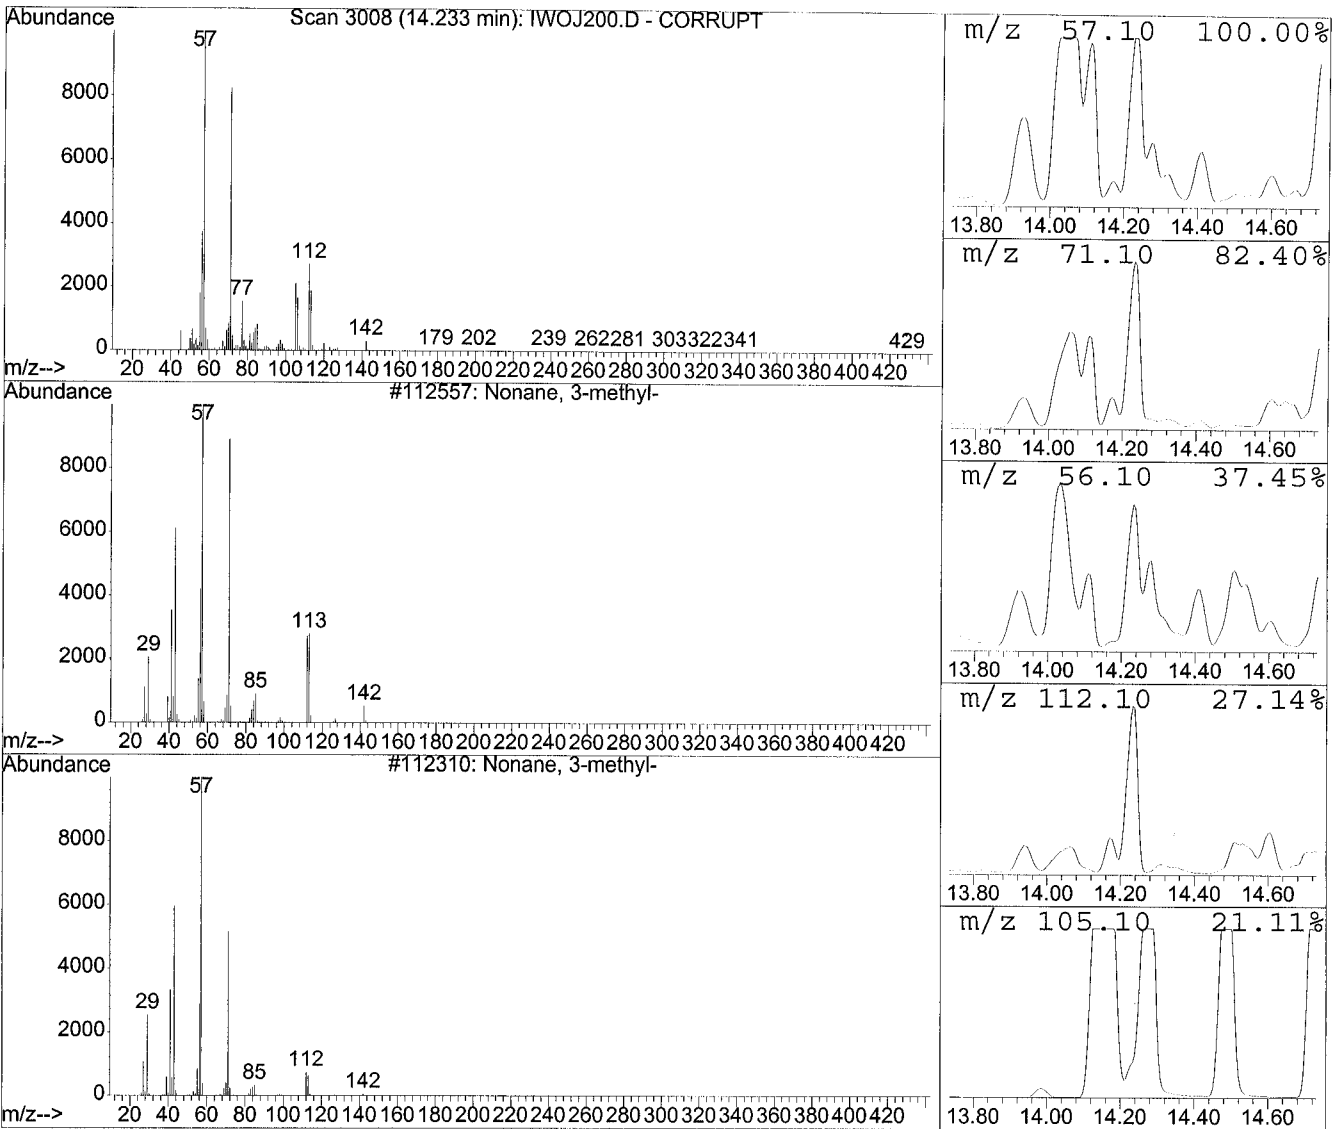 Abundance
Scan 3008 (14.233 min): IWOJ200.D - CORRUPT
57
8000
6000
4000
2000
0
77
112
142
179 202 239 262281 303322341 429
m/z-->
20 40 60 80 100 120 140 160 180 200 220 240 260 280 300 320 340 360 380 400 420
Abundance
#112557: Nonane, 3-methyl-
57
8000
6000
4000
2000
0
29
85
113
142
m/z-->
20 40 60 80 100 120 140 160 180 200 220 240 260 280 300 320 340 360 380 400 420
Abundance
#112310: Nonane, 3-methyl-
57
8000
6000
4000
2000
0
29
85
112
142
m/z-->
20 40 60 80 100 120 140 160 180 200 220 240 260 280 300 320 340 360 380 400 420
m/z 57.10 100.00%
13.80 14.00 14.20 14.40 14.60
m/z 71.10 82.40%
13.80 14.00 14.20 14.40 14.60
m/z 56.10 37.45%
13.80 14.00 14.20 14.40 14.60
m/z 112.10 27.14%
13.80 14.00 14.20 14.40 14.60
m/z 105.10 21.11%
13.80 14.00 14.20 14.40 14.60